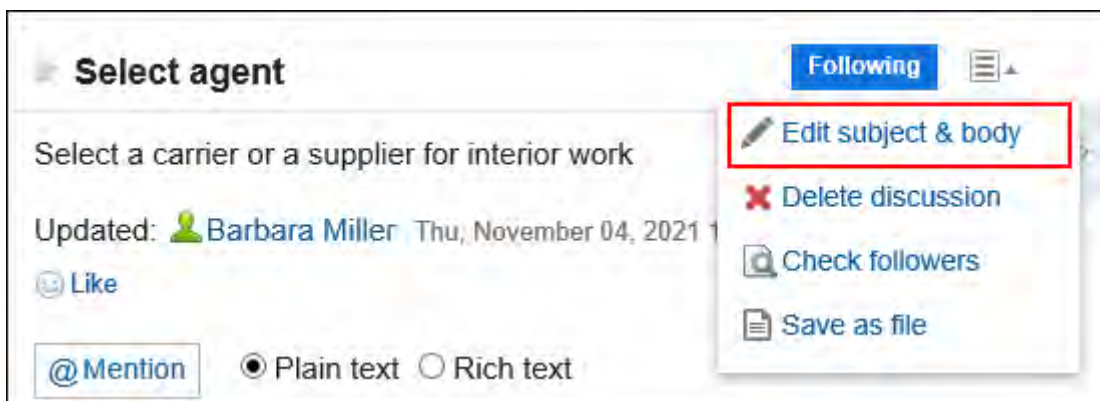 Select agent
Following
Edit subject & body
Select a carrier or a supplier for interior work
Delete discussion
Updated: Barbara Miller Thu, November 04, 2021 1
Check followers
Like
Save as file
@Mention Plain text Rich text